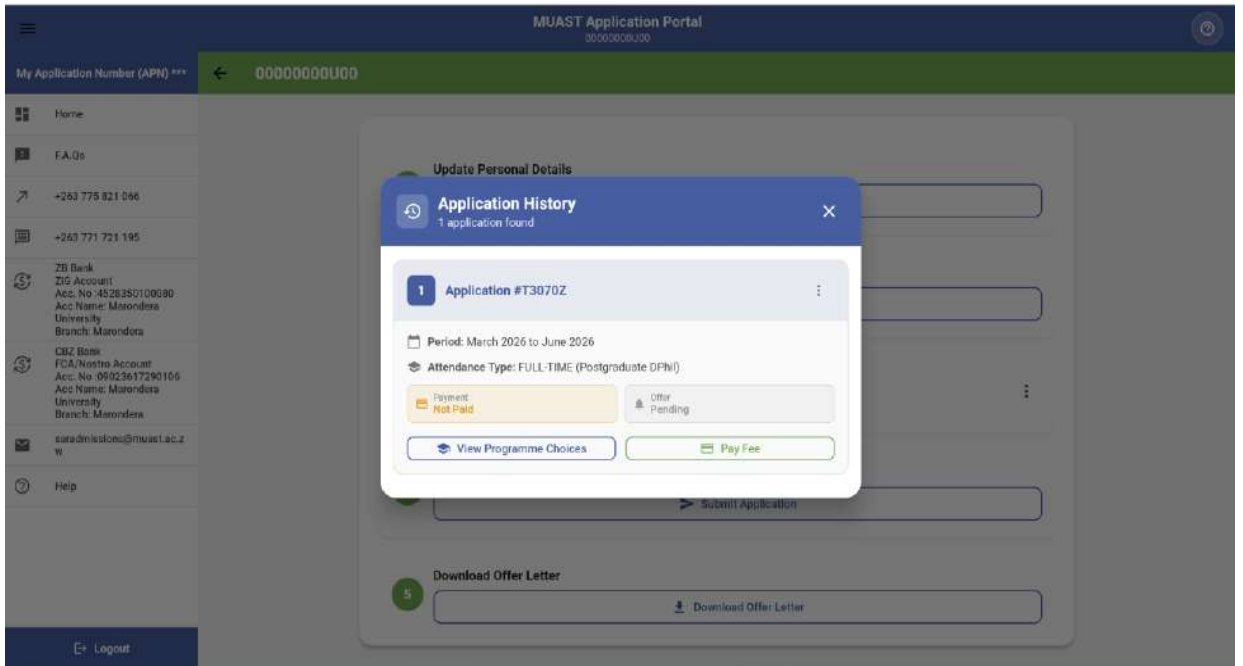 MUAST Application Portal
00000000U00
My Application Number (APN) ***
00000000U00
Home
F.A.Qs
+263 775 821 066
+263 771 721 195
ZB Bank
ZIG Account
Acc. No :4528350100080
Acc Name: Marondera
University
Branch: Marondera
CBZ Bank
FCA/Nostro Account
Acc. No :09023617290106
Acc Name: Marondera
University
Branch: Marondera
saradmissions@muast.ac.z
w
Help
Logout
Update Personal Details
Application History
1 application found
1
Application #T3070Z
Period: March 2026 to June 2026
Attendance Type: FULL-TIME (Postgraduate DPhil)
Payment
Not Paid
Offer
Pending
View Programme Choices
Pay Fee
Submit Application
Download Offer Letter
5
Download Offer Letter